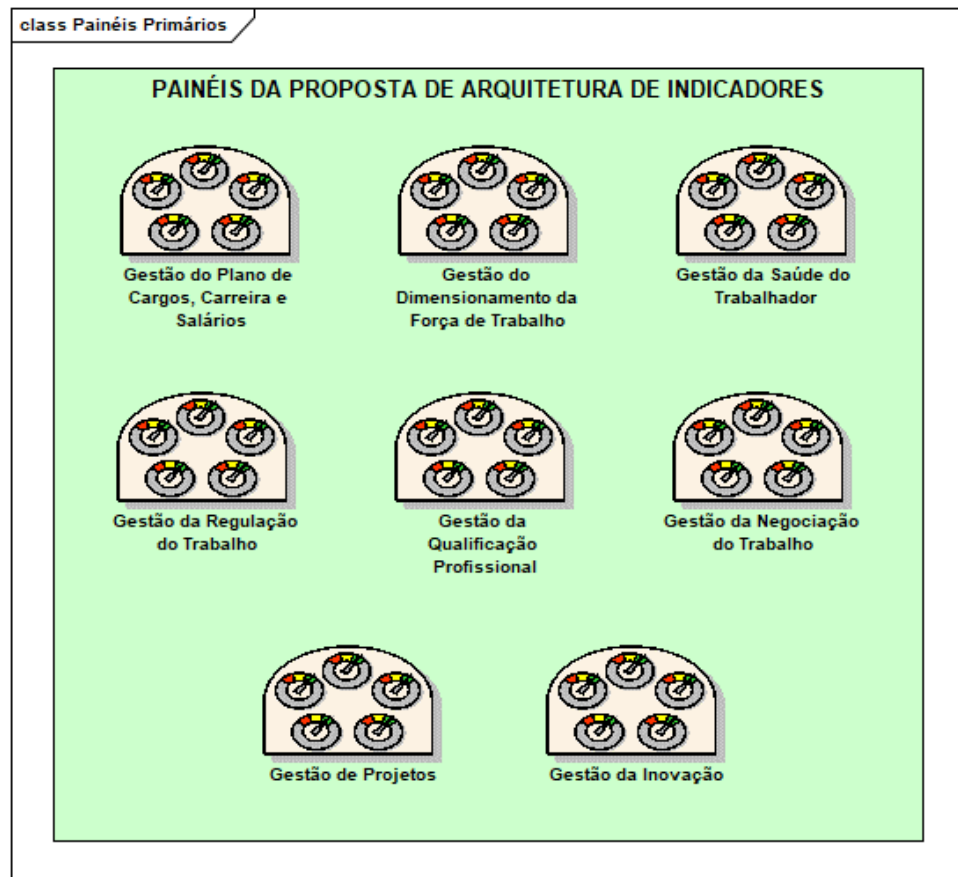 class Painéis Primários
PAINÉIS DA PROPOSTA DE ARQUITETURA DE INDICADORES
Gestão do Plano de
Cargos, Carreira e
Salários
Gestão do
Dimensionamento da
Força de Trabalho
Gestão da Saúde do
Trabalhador
Gestão da Regulação
do Trabalho
Gestão da
Qualificação
Profissional
Gestão da Negociação
do Trabalho
Gestão de Projetos
Gestão da Inovação